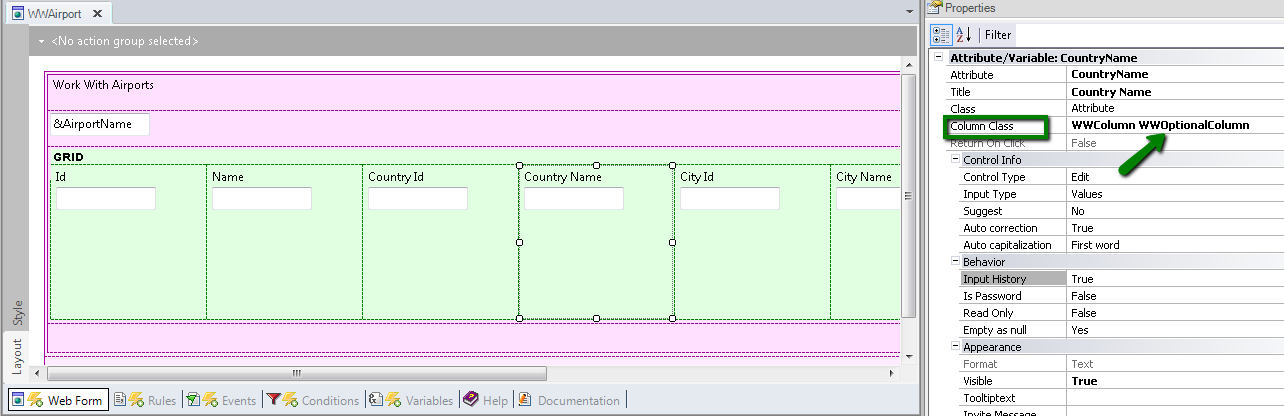 WWAirport
<No action group selected>
Work With Airports
&AirportName
GRID
Id Name Country Id Country Name City Id City Name
Style
Layout
Web Form Rules Events Conditions Variables Help Documentation
Properties
Filter
Attribute/Variable: CountryName
Attribute CountryName
Title Country Name
Class Attribute
Column Class WWColumn WWOptionalColumn
Return On Click False
Control Info
Control Type Edit
Input Type Values
Suggest No
Auto correction True
Auto capitalization First word
Behavior
Input History True
Is Password False
Read Only False
Empty as null Yes
Appearance
Format Text
Visible True
Tooltiptext
Invite Message